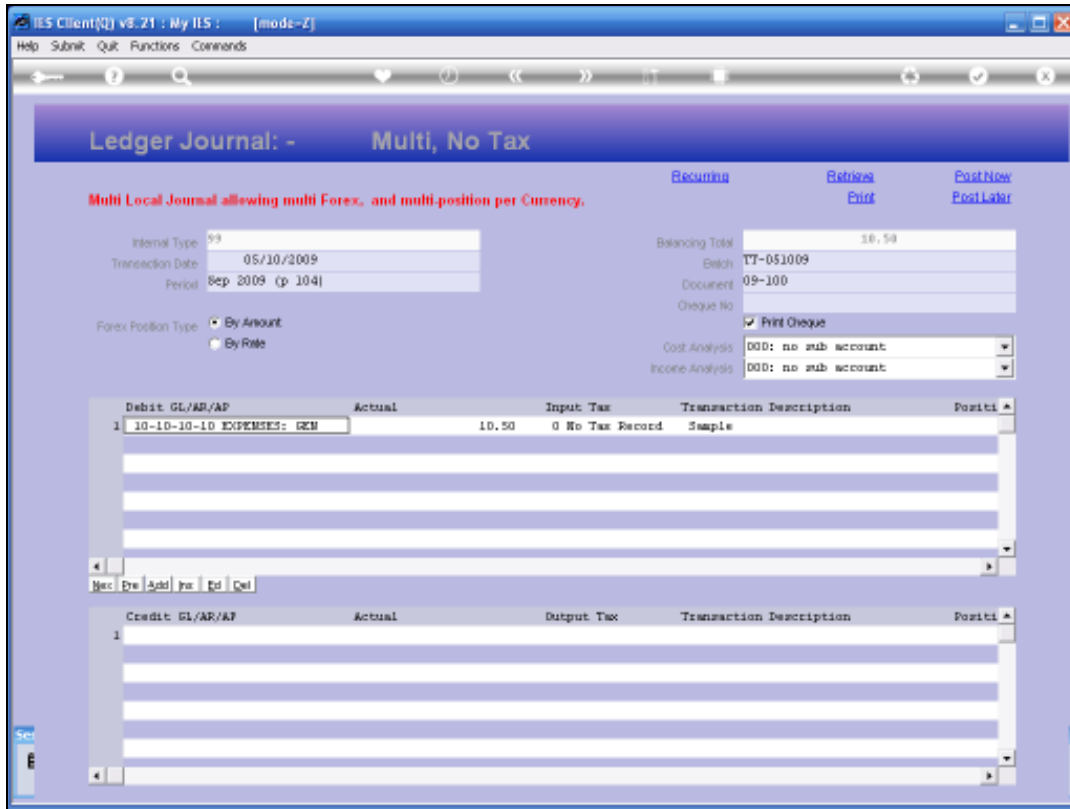 IES Client(Q) v8.21 : My IES : [mode=Z]
Help Submit Quit Functions Commands
Ledger Journal: - Multi, No Tax
Recurring Retrieve Post Now
Print Post Later
Multi Local Journal allowing multi Forex, and multi-position per Currency.
Internal Type 99
Balancing Total 10.50
Transaction Date 05/10/2009
Batch TT-051009
Period Sep 2009 (p 104)
Document 09-100
Cheque No
Forex Position Type By Amount
Print Cheque
By Rate
Cost Analysis 000: no sub account
Income Analysis 000: no sub account
Debit GL/AR/AP Actual Input Tax Transaction Description Positi
1 10-10-10-10 EXPENSES: GEN 10.50 0 No Tax Record Sample
Nex Pre Add Ins Ed Del
Credit GL/AR/AP Actual Output Tax Transaction Description Positi
1
Se